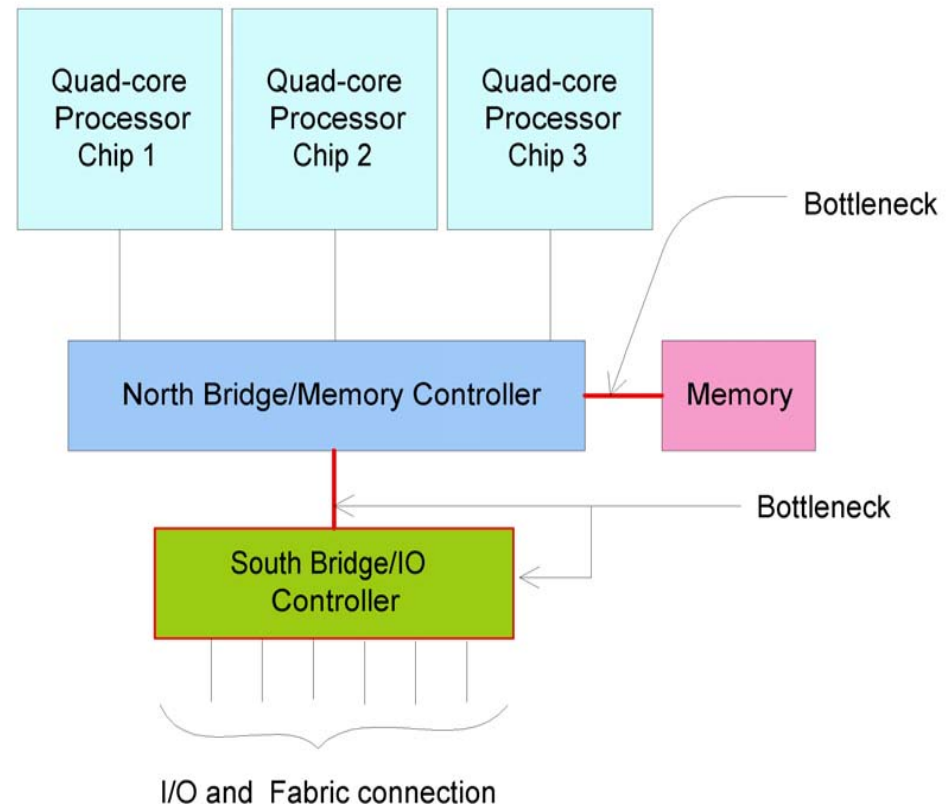 Quad-core
Processor
Chip 1
Quad-core
Processor
Chip 2
Quad-core
Processor
Chip 3
Bottleneck
North Bridge/Memory Controller
Memory
Bottleneck
South Bridge/IO
Controller
I/O and Fabric connection